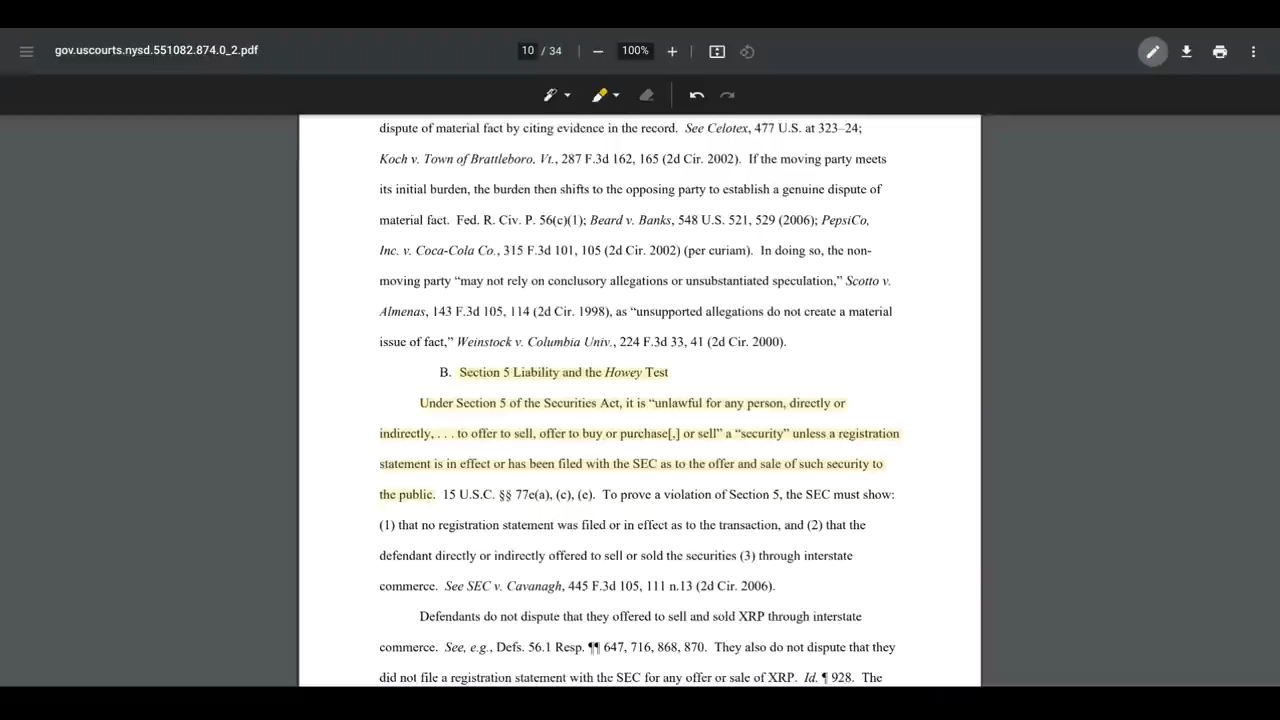 gov.uscourts.nysd.551082.874.0_2.pdf
10 / 34
100%
dispute of material fact by citing evidence in the record. See Celotex, 477 U.S. at 323–24;
Koch v. Town of Brattleboro, Vt., 287 F.3d 162, 165 (2d Cir. 2002). If the moving party meets
its initial burden, the burden then shifts to the opposing party to establish a genuine dispute of
material fact. Fed. R. Civ. P. 56(c)(1); Beard v. Banks, 548 U.S. 521, 529 (2006); PepsiCo,
Inc. v. Coca-Cola Co., 315 F.3d 101, 105 (2d Cir. 2002) (per curiam). In doing so, the non-
moving party “may not rely on conclusory allegations or unsubstantiated speculation,” Scotto v.
Almenas, 143 F.3d 105, 114 (2d Cir. 1998), as “unsupported allegations do not create a material
issue of fact,” Weinstock v. Columbia Univ., 224 F.3d 33, 41 (2d Cir. 2000).
B. Section 5 Liability and the Howey Test
Under Section 5 of the Securities Act, it is “unlawful for any person, directly or
indirectly, . . . to offer to sell, offer to buy or purchase[,] or sell” a “security” unless a registration
statement is in effect or has been filed with the SEC as to the offer and sale of such security to
the public. 15 U.S.C. §§ 77e(a), (c), (e). To prove a violation of Section 5, the SEC must show:
(1) that no registration statement was filed or in effect as to the transaction, and (2) that the
defendant directly or indirectly offered to sell or sold the securities (3) through interstate
commerce. See SEC v. Cavanagh, 445 F.3d 105, 111 n.13 (2d Cir. 2006).
Defendants do not dispute that they offered to sell and sold XRP through interstate
commerce. See, e.g., Defs. 56.1 Resp. ¶¶ 647, 716, 868, 870. They also do not dispute that they
did not file a registration statement with the SEC for any offer or sale of XRP. Id. ¶ 928. The